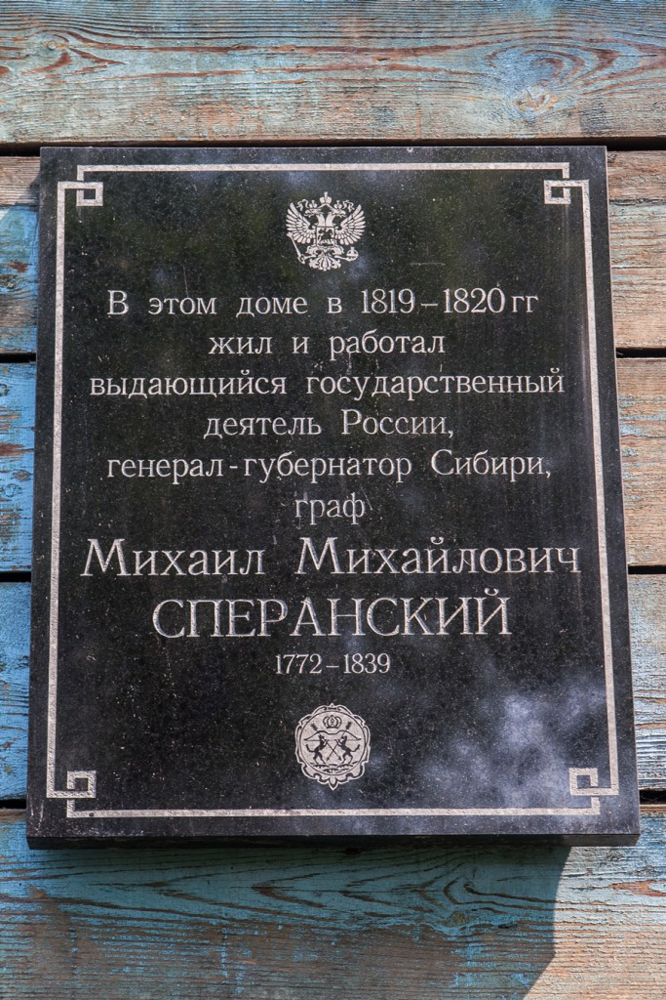 В этом доме в 1819–1820 гг
жил и работал
выдающийся государственный
деятель России,
генерал-губернатор Сибири,
граф
Михаил Михайлович
СПЕРАНСКИЙ
1772–1839